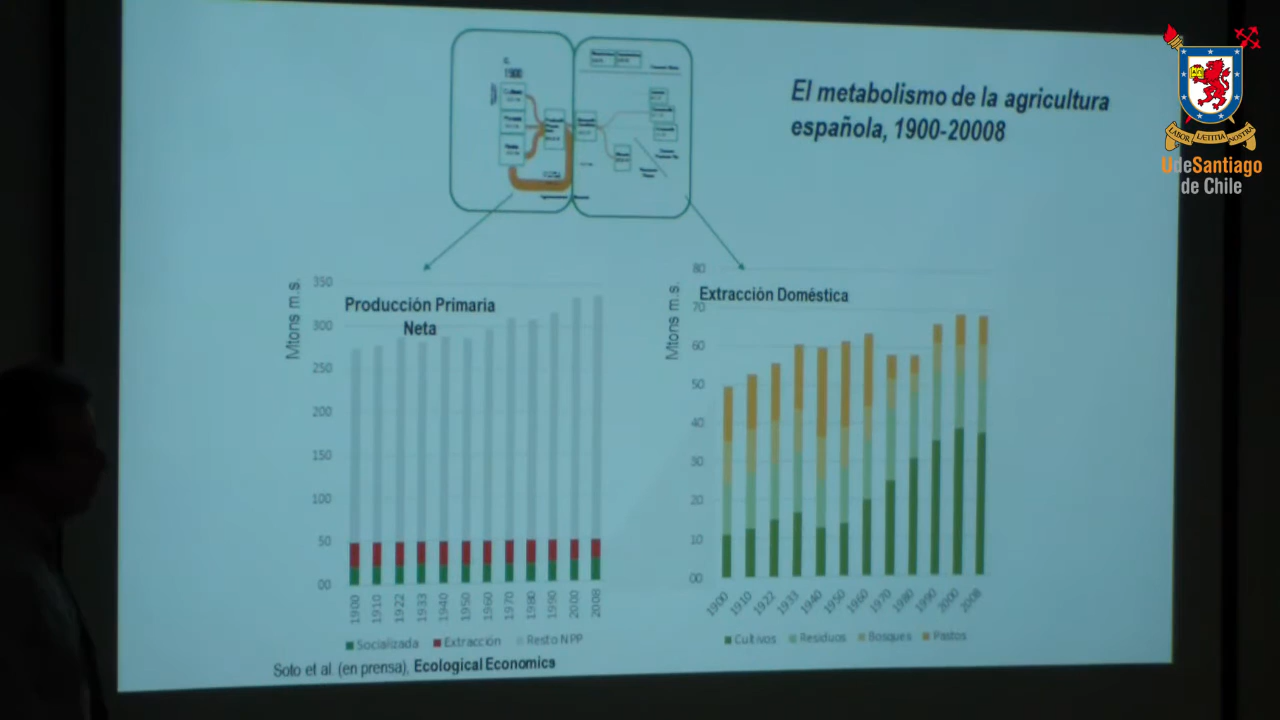 El metabolismo de la agricultura
española, 1900-20008
LABOR LÆTITIA NOSTRA
UdeSantiago
de Chile
1900
Mtons m.s.
Producción Primaria
Neta
350
300
250
200
150
100
50
00
1900
1910
1922
1933
1940
1950
1960
1970
1980
1990
2000
2008
Socializada
Extracción
Resto NPP
Mtons m.s.
Extracción Doméstica
80
70
60
50
40
30
20
10
00
1900
1910
1922
1933
1940
1950
1960
1970
1980
1990
2000
2008
Cultivos
Residuos
Bosques
Pastos
Soto et al. (en prensa), Ecological Economics